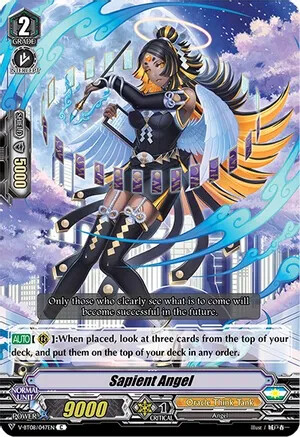 2
GRADE
INTERCEPT
SHIELD
5000
Only those who clearly see what is to come will
become successful in the future.
AUTO :When placed, look at three cards from the top of your
deck, and put them on the top of your deck in any order.
NORMAL
UNIT
Sapient Angel
V-BT08/047EN C
POWER 9000 1
CRITICAL
Oracle Think Tank
Angel
Illus /